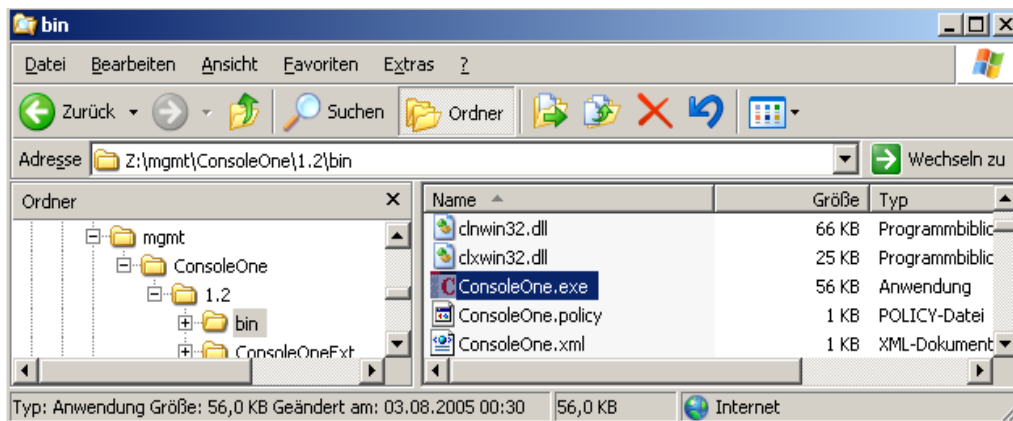 bin
Datei Bearbeiten Ansicht Favoriten Extras ?
Zurück Suchen Ordner
Adresse Z:\mgmt\ConsoleOne\1.2\bin Wechseln zu
Ordner
mgmt
ConsoleOne
1.2
bin
ConsoleOneExt
Name Größe Typ
clnwin32.dll 66 KB Programmbiblic
clxwin32.dll 25 KB Programmbiblic
ConsoleOne.exe 56 KB Anwendung
ConsoleOne.policy 1 KB POLICY-Datei
ConsoleOne.xml 1 KB XML-Dokument
Typ: Anwendung Größe: 56,0 KB Geändert am: 03.08.2005 00:30 56,0 KB Internet